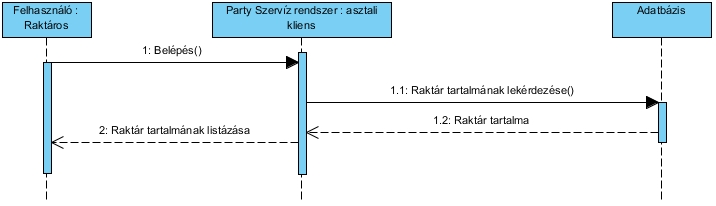 Felhasználó :
Raktáros
Party Szervíz rendszer : asztali
kliens
Adatbázis
1: Belépés()
1.1: Raktár tartalmának lekérdezése()
1.2: Raktár tartalma
2: Raktár tartalmának listázása